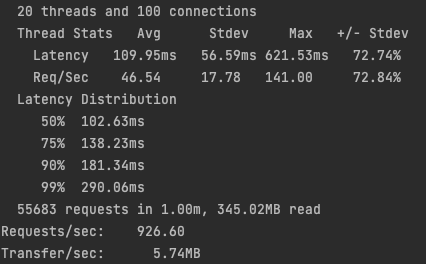 20 threads and 100 connections
Thread Stats   Avg      Stdev     Max   +/- Stdev
Latency   109.95ms   56.59ms 621.53ms   72.74%
Req/Sec    46.54     17.78   141.00     72.84%
Latency Distribution
50%  102.63ms
75%  138.23ms
90%  181.34ms
99%  290.06ms
55683 requests in 1.00m, 345.02MB read
Requests/sec:    926.60
Transfer/sec:      5.74MB